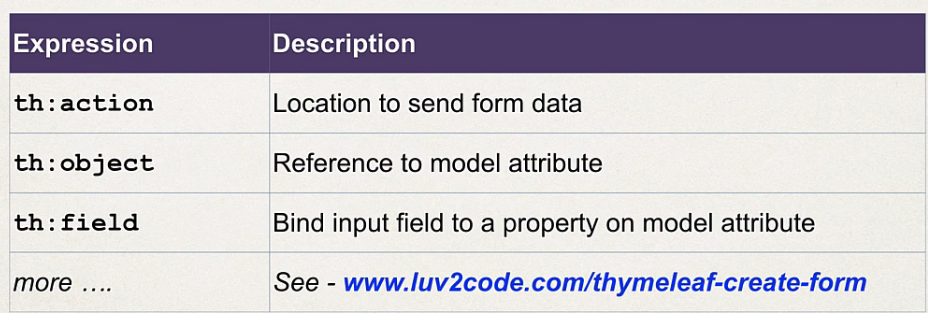 Expression Description
th:action Location to send form data
th:object Reference to model attribute
th:field Bind input field to a property on model attribute
more .... See - www.luv2code.com/thymeleaf-create-form